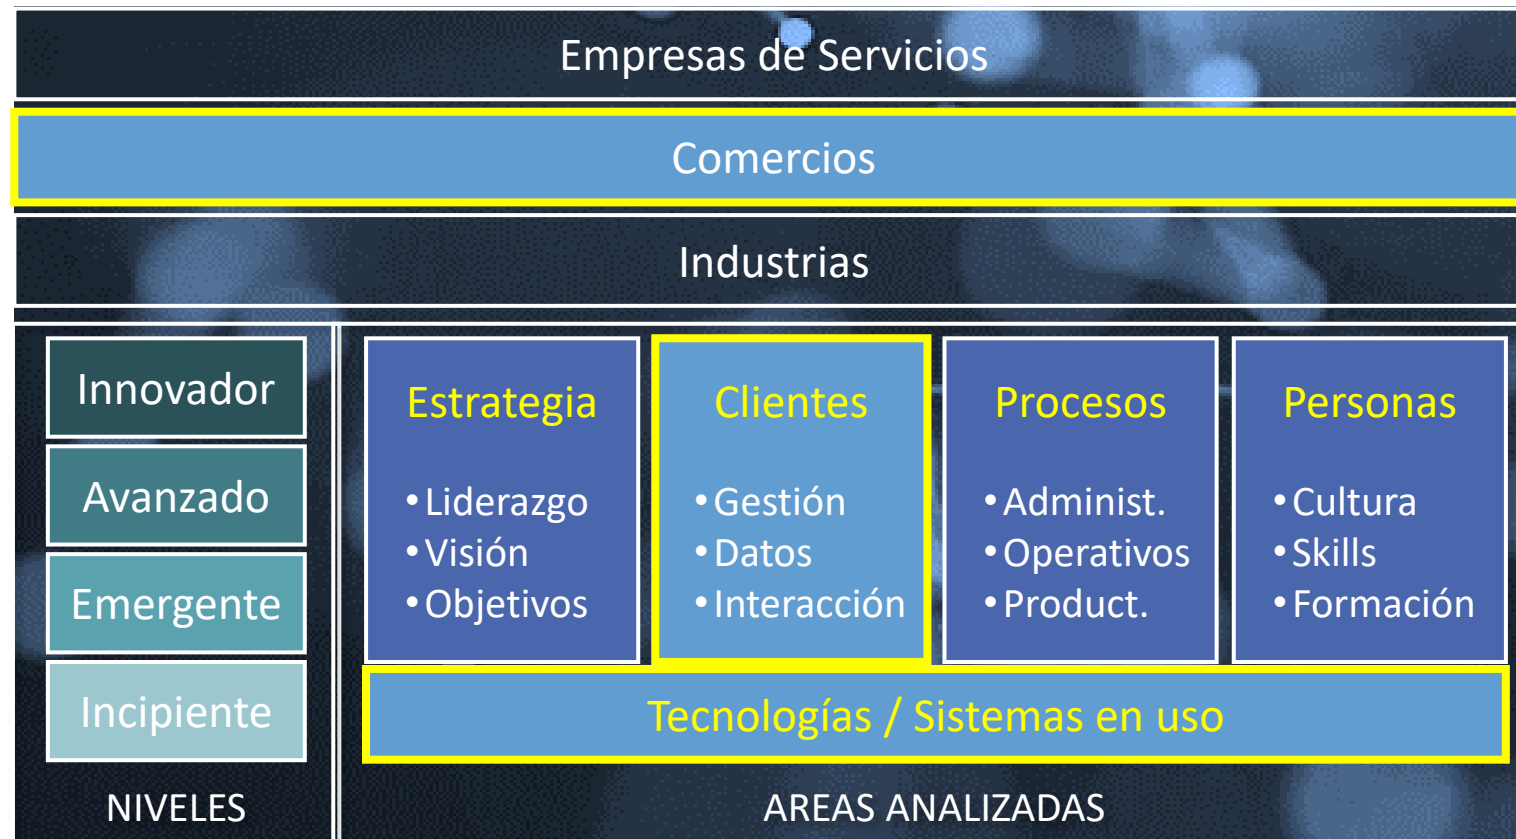 Empresas de Servicios
Comercios
Industrias
Innovador
Avanzado
Emergente
Incipiente
NIVELES
Estrategia
•Liderazgo
•Visión
•Objetivos
Clientes
•Gestión
•Datos
•Interacción
Procesos
•Administ.
•Operativos
•Product.
Personas
•Cultura
•Skills
•Formación
Tecnologías / Sistemas en uso
AREAS ANALIZADAS